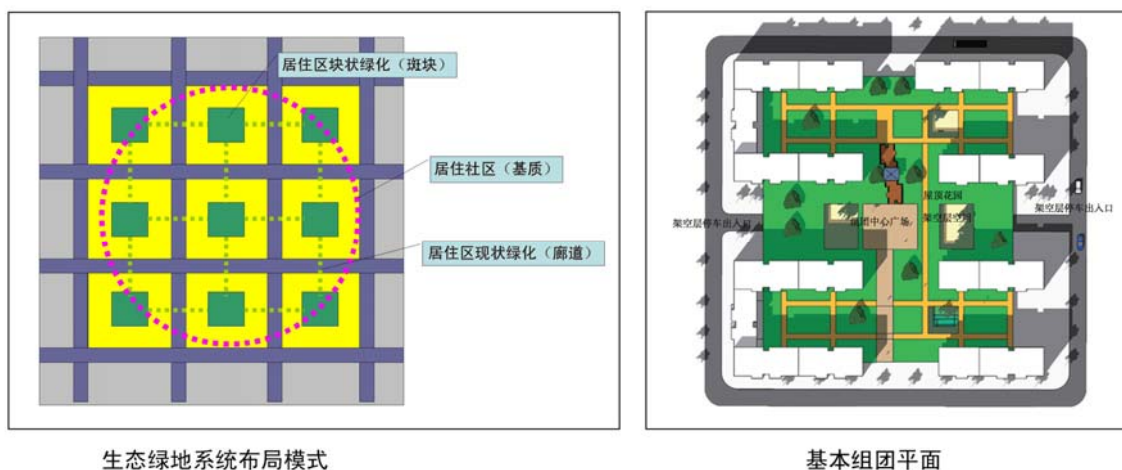 居住区块状绿化（斑块）
居住社区（基质）
居住区现状绿化（廊道）
生态绿地系统布局模式
屋顶花园
架空层停车出入口
组团中心广场
架空层空间
架空层停车出入口
基本组团平面